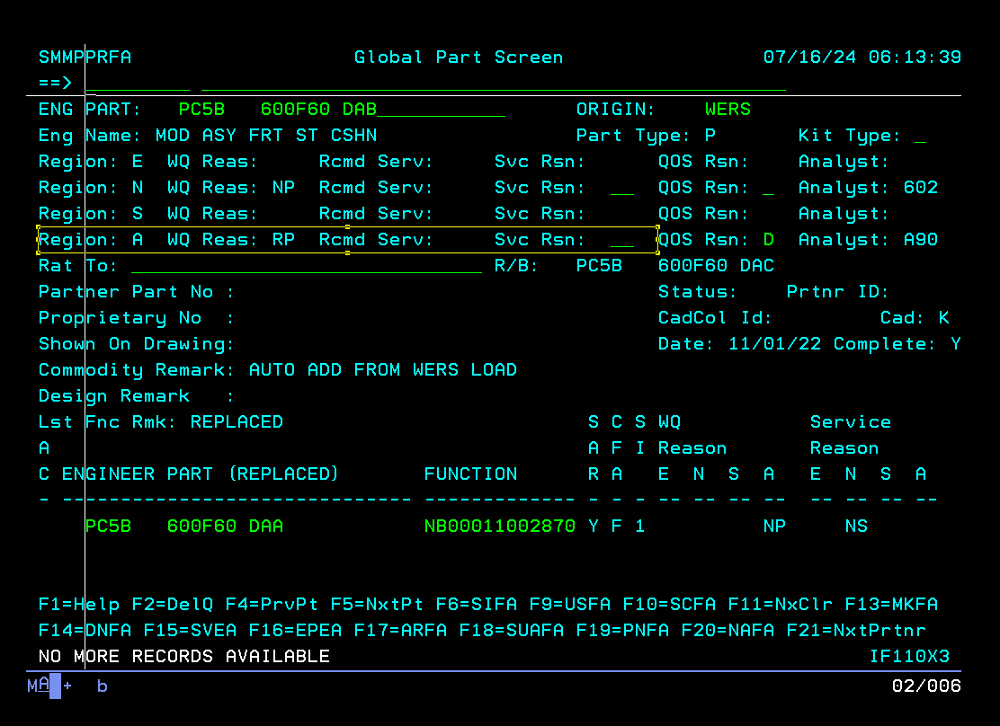 SMMPPRFA Global Part Screen 07/16/24 06:13:39
==> _________ __________________________________________________
ENG PART: PC5B 600F60 DAB___________ ORIGIN: WERS
Eng Name: MOD ASY FRT ST CSHN Part Type: P Kit Type: _
Region: E WQ Reas: Rcmd Serv: Svc Rsn: QOS Rsn: Analyst:
Region: N WQ Reas: NP Rcmd Serv: Svc Rsn: __ QOS Rsn: _ Analyst: 602
Region: S WQ Reas: Rcmd Serv: Svc Rsn: QOS Rsn: Analyst:
Region: A WQ Reas: RP Rcmd Serv: Svc Rsn: __ QOS Rsn: D Analyst: A90
Rat To: ______________________________ R/B: PC5B 600F60 DAC
Partner Part No : Status: Prtnr ID:
Proprietary No : CadCol Id: Cad: K
Shown On Drawing: Date: 11/01/22 Complete: Y
Commodity Remark: AUTO ADD FROM WERS LOAD
Design Remark :
Lst Fnc Rmk: REPLACED S C S WQ Service
A A F I Reason Reason
C ENGINEER PART (REPLACED) FUNCTION R A E N S A E N S A
- ------------------------------ ------------- - - - -- -- -- -- -- -- -- --
PC5B 600F60 DAA NB00011002870 Y F 1 NP NS
F1=Help F2=DelQ F4=PrvPt F5=NxtPt F6=SIFA F9=USFA F10=SCFA F11=NxClr F13=MKFA
F14=DNFA F15=SVEA F16=EPEA F17=ARFA F18=SUAFA F19=PNFA F20=NAFA F21=NxtPrtnr
NO MORE RECORDS AVAILABLE IF110X3
MA + b 02/006